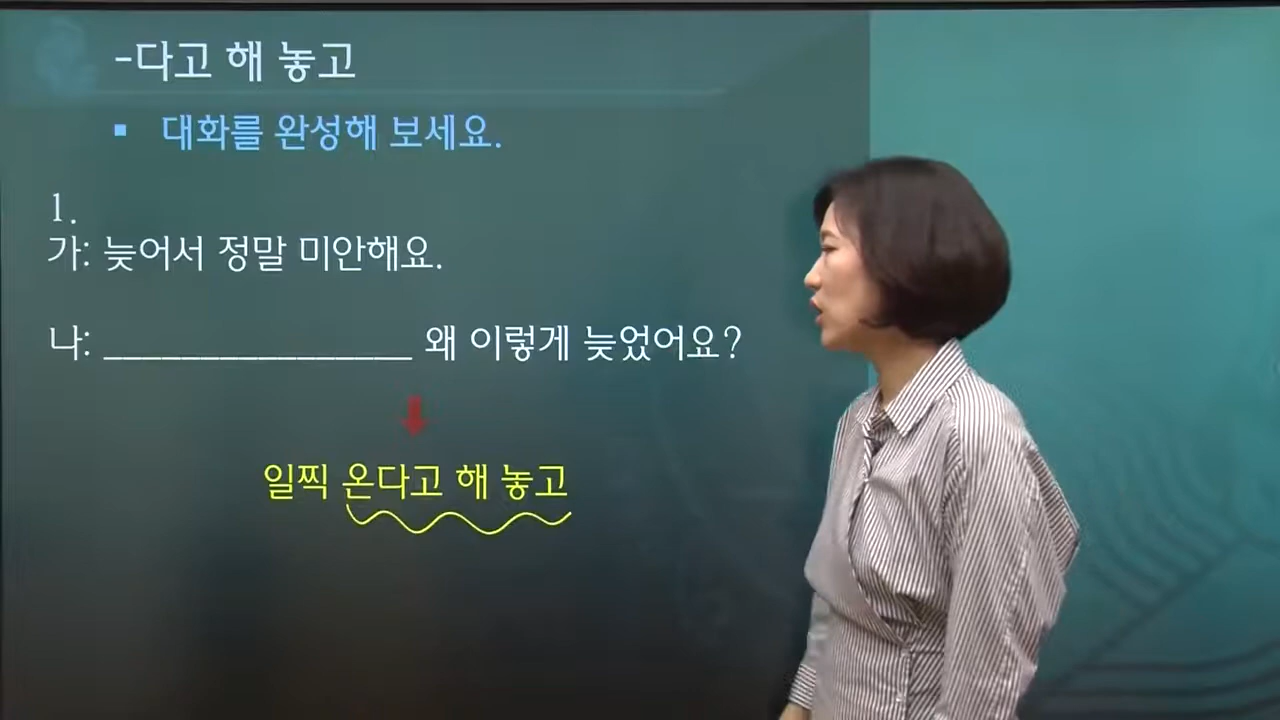 -다고 해 놓고
▪ 대화를 완성해 보세요.
1.
가: 늦어서 정말 미안해요.
나: ________________ 왜 이렇게 늦었어요?
일찍 온다고 해 놓고